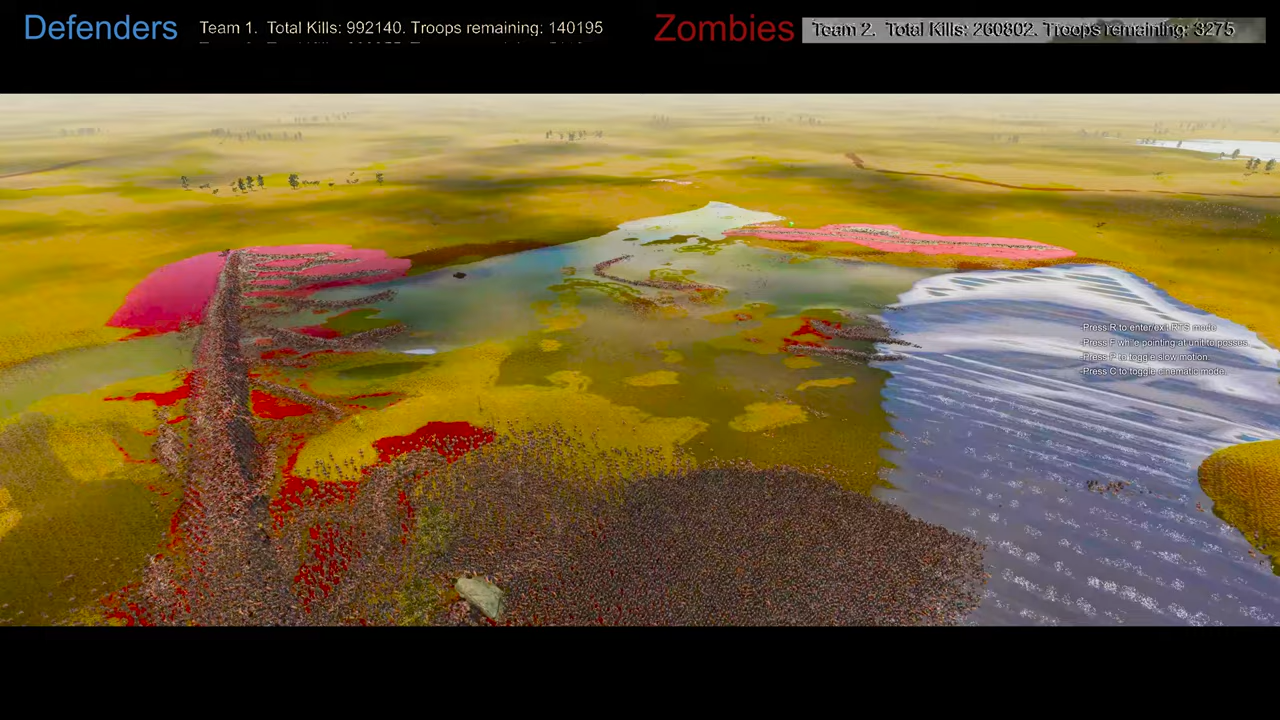 Defenders
Team 1.  Total Kills: 992140. Troops remaining: 140195
Zombies
Team 2.  Total Kills: 260802. Troops remaining: 3275
-Press R to enter/exit RTS mode
-Press F while pointing at unit to posses.
-Press P to toggle slow motion.
-Press C to toggle cinematic mode.